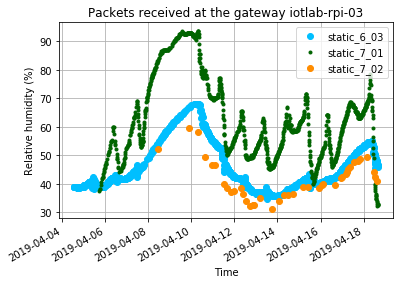 Packets received at the gateway iotlab-rpi-03
static_6_03
static_7_01
static_7_02
Relative humidity (%)
90
80
70
60
50
40
30
2019-04-04
2019-04-06
2019-04-08
2019-04-10
2019-04-12
2019-04-14
2019-04-16
2019-04-18
Time